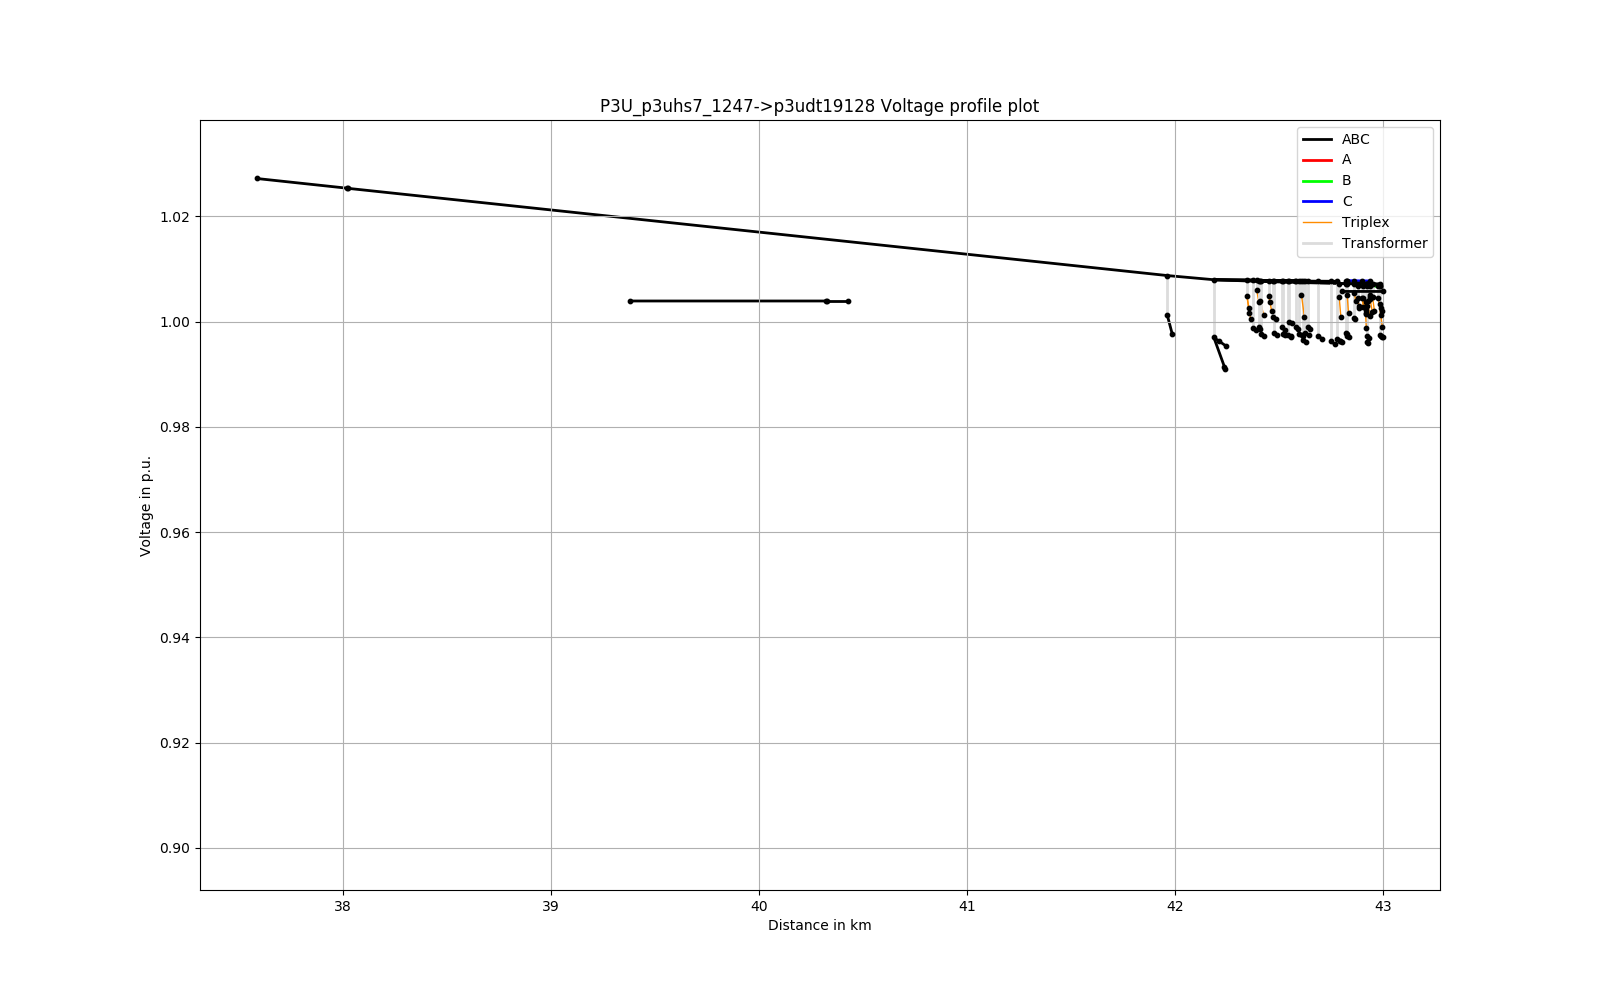 P3U_p3uhs7_1247->p3udt19128 Voltage profile plot
ABC
A
B
C
Triplex
Transformer
1.02
1.00
0.98
0.96
0.94
0.92
0.90
Voltage in p.u.
38
39
40
41
42
43
Distance in km